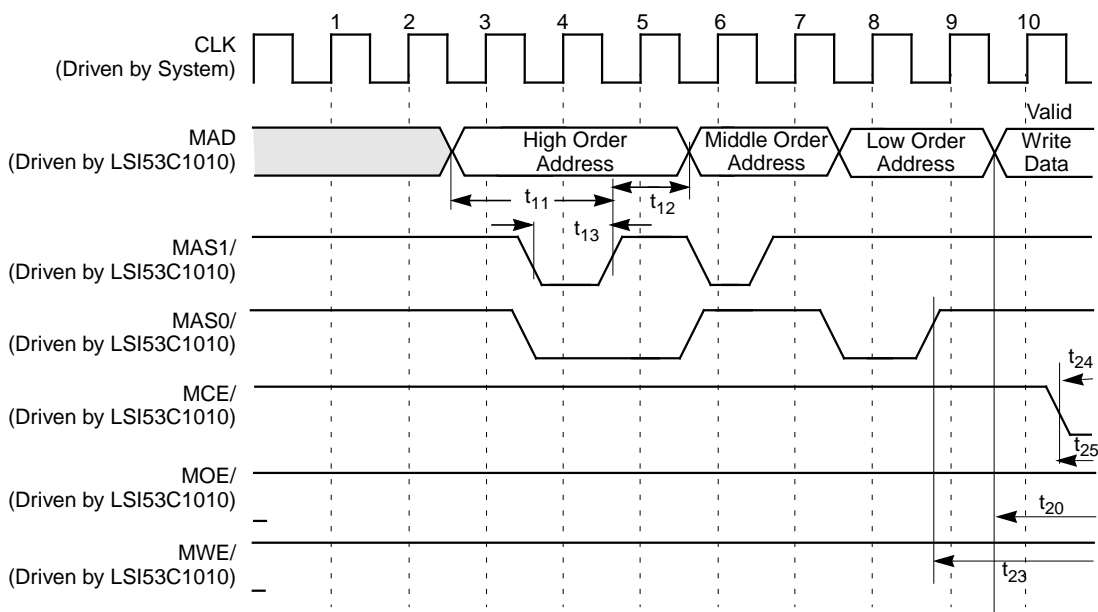 1 2 3 4 5 6 7 8 9 10
CLK
(Driven by System)
Valid
MAD
(Driven by LSI53C1010)
High Order
Address
Middle Order
Address
Low Order
Address
Write
Data
t11
t12
t13
MAS1/
(Driven by LSI53C1010)
MAS0/
(Driven by LSI53C1010)
t24
MCE/
(Driven by LSI53C1010)
t25
MOE/
(Driven by LSI53C1010)
t20
MWE/
(Driven by LSI53C1010)
t23